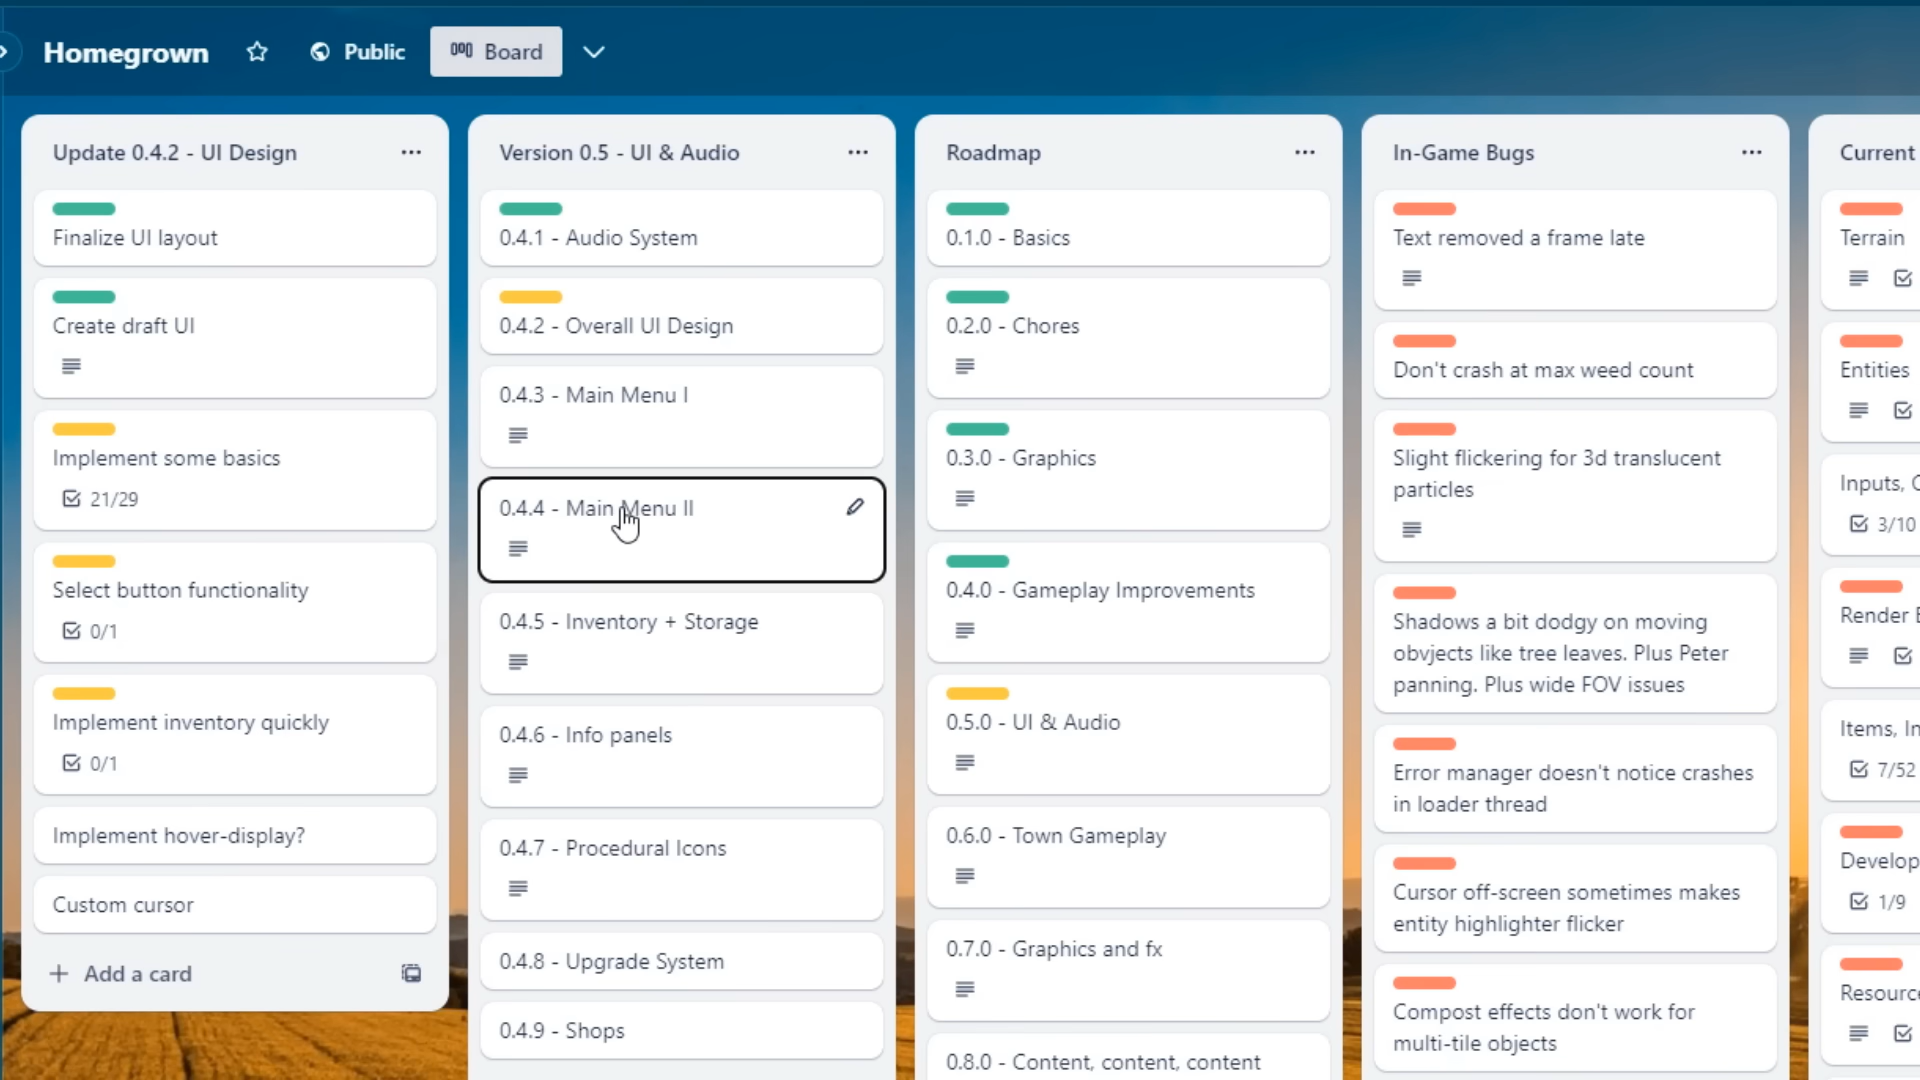 Homegrown
Public
Board
Update 0.4.2 - UI Design
Finalize UI layout
Create draft UI
Implement some basics
21/29
Select button functionality
0/1
Implement inventory quickly
0/1
Implement hover-display?
Custom cursor
Add a card
Version 0.5 - UI & Audio
0.4.1 - Audio System
0.4.2 - Overall UI Design
0.4.3 - Main Menu I
0.4.4 - Main Menu II
0.4.5 - Inventory + Storage
0.4.6 - Info panels
0.4.7 - Procedural Icons
0.4.8 - Upgrade System
0.4.9 - Shops
Roadmap
0.1.0 - Basics
0.2.0 - Chores
0.3.0 - Graphics
0.4.0 - Gameplay Improvements
0.5.0 - UI & Audio
0.6.0 - Town Gameplay
0.7.0 - Graphics and fx
0.8.0 - Content, content, content
In-Game Bugs
Text removed a frame late
Don't crash at max weed count
Slight flickering for 3d translucent
particles
Shadows a bit dodgy on moving
obvjects like tree leaves. Plus Peter
panning. Plus wide FOV issues
Error manager doesn't notice crashes
in loader thread
Cursor off-screen sometimes makes
entity highlighter flicker
Compost effects don't work for
multi-tile objects
Current
Terrain
Entities
Inputs,
3/10
Render
Items,
7/52
1/9